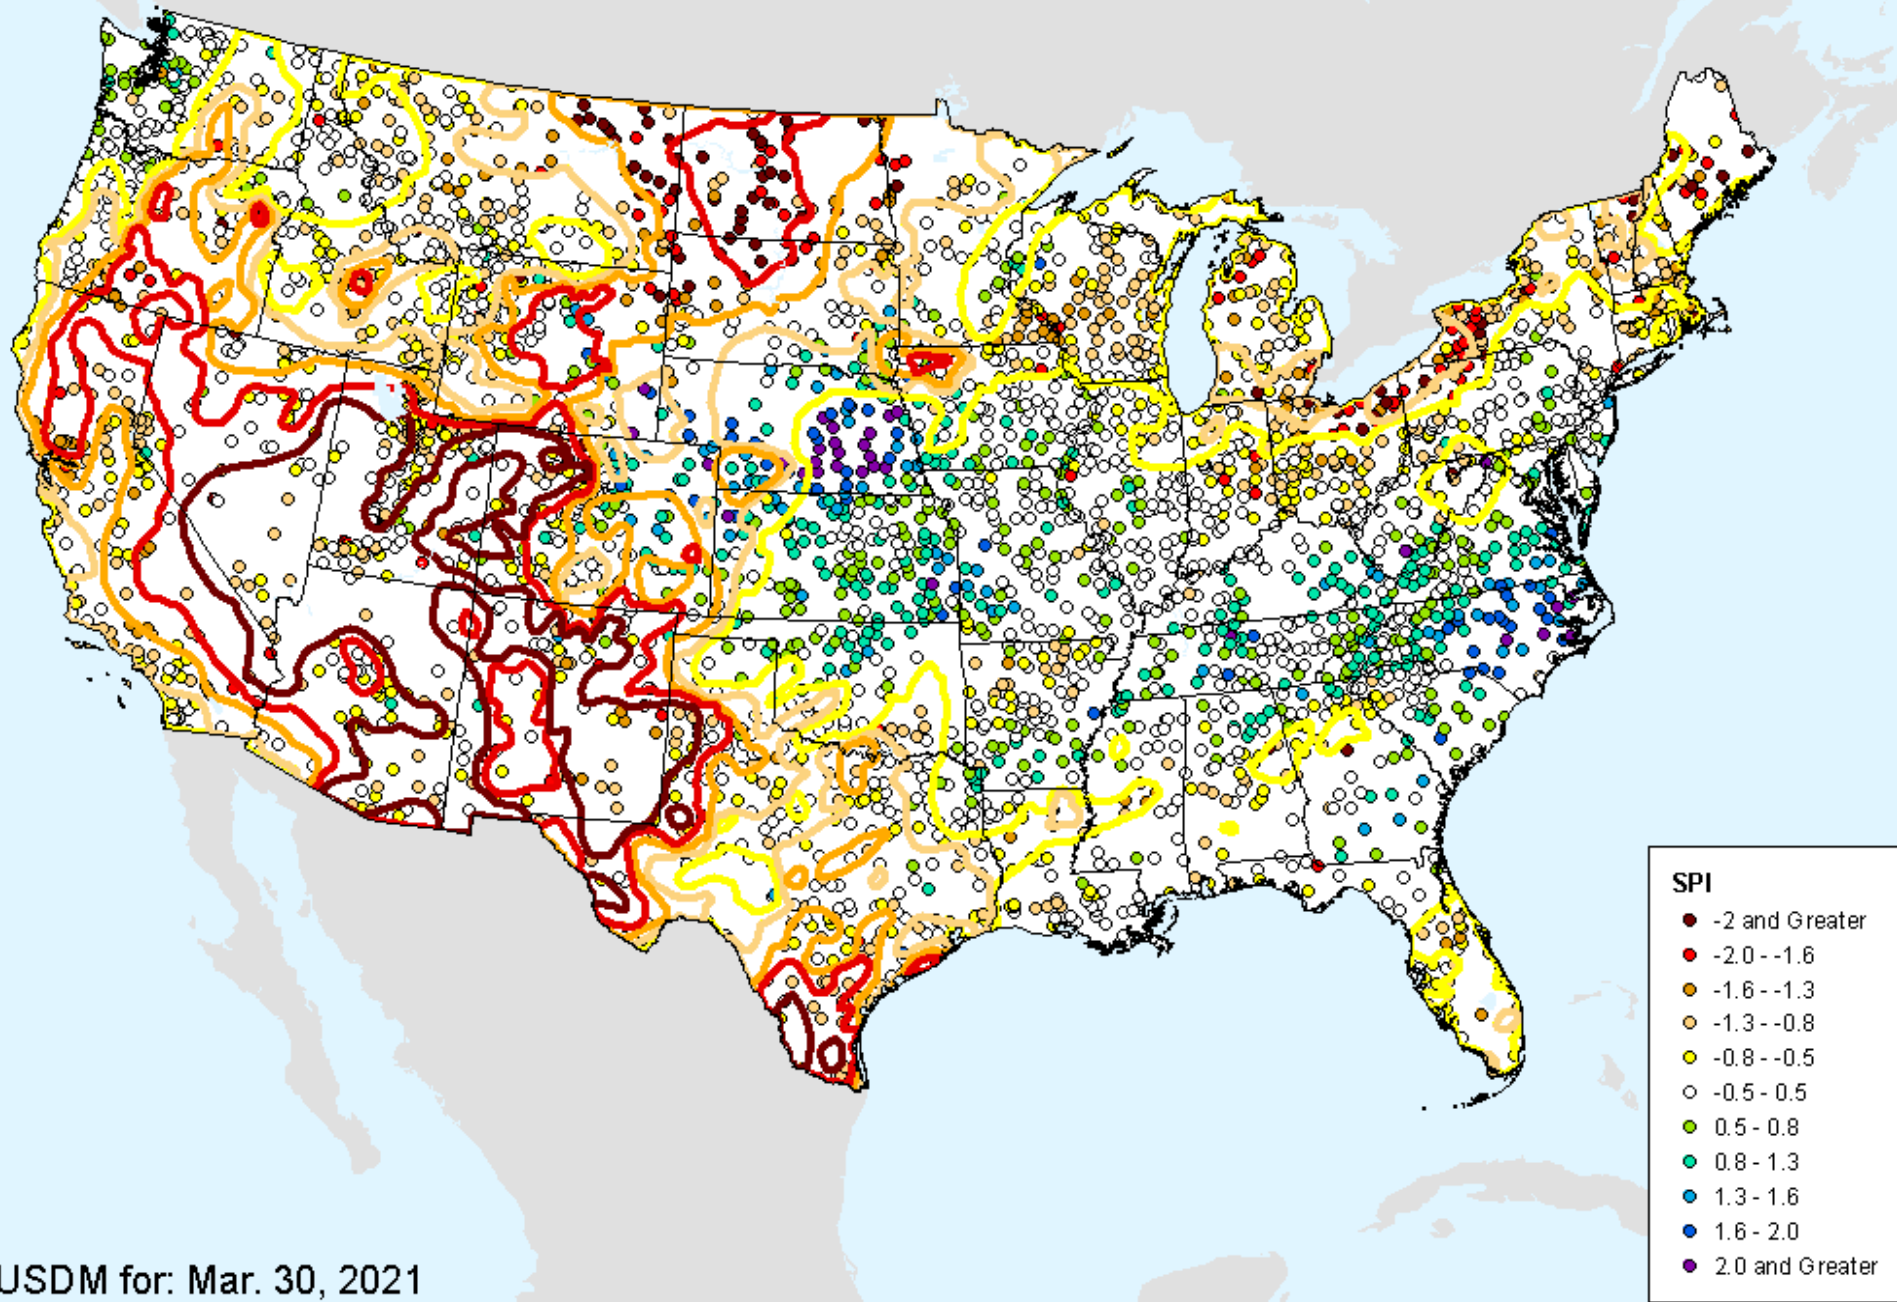 SPI
-2 and Greater
-2.0 - -1.6
-1.6 - -1.3
-1.3 - -0.8
-0.8 - -0.5
-0.5 - 0.5
0.5 - 0.8
0.8 - 1.3
1.3 - 1.6
1.6 - 2.0
2.0 and Greater
USDM for: Mar. 30, 2021